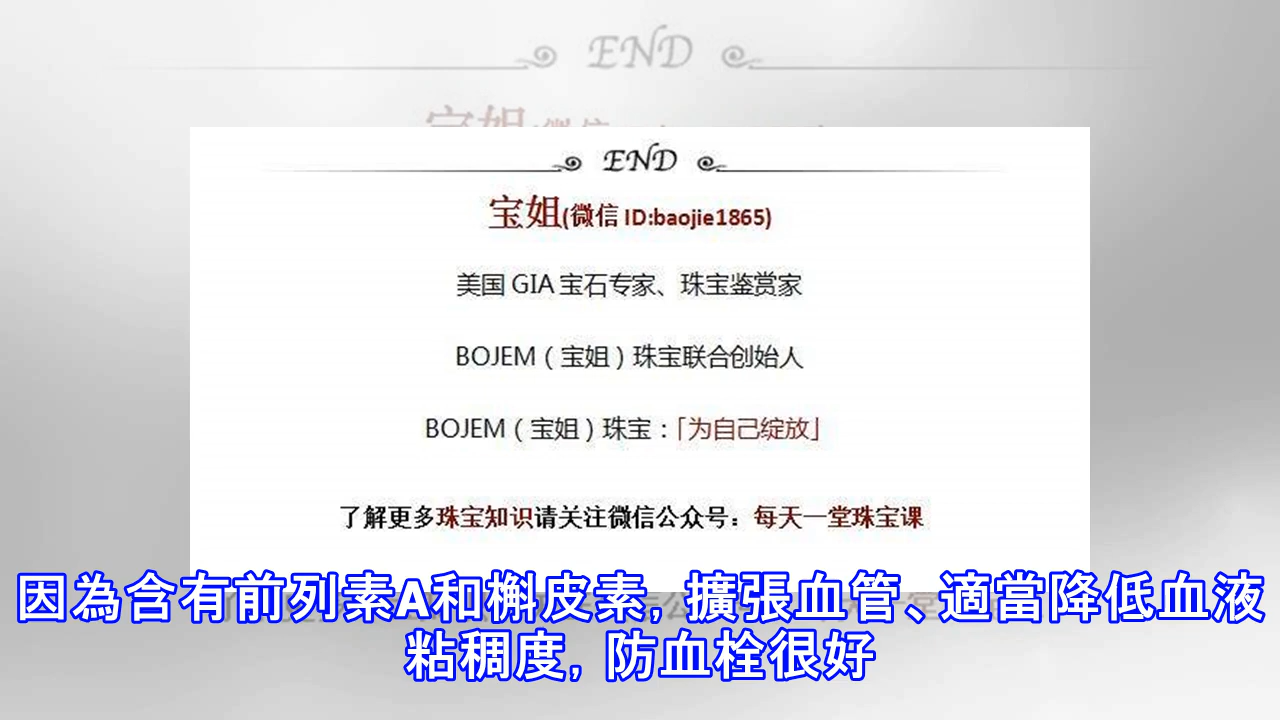 END
宝姐
END
宝姐(微信 ID:baojie1865)
美国 GIA 宝石专家、珠宝鉴赏家
BOJEM（宝姐）珠宝联合创始人
BOJEM（宝姐）珠宝：「为自己绽放」
了解更多珠宝知识请关注微信公众号：每天一堂珠宝课
因為含有前列素A和槲皮素, 擴張血管、適當降低血液
粘稠度, 防血栓很好